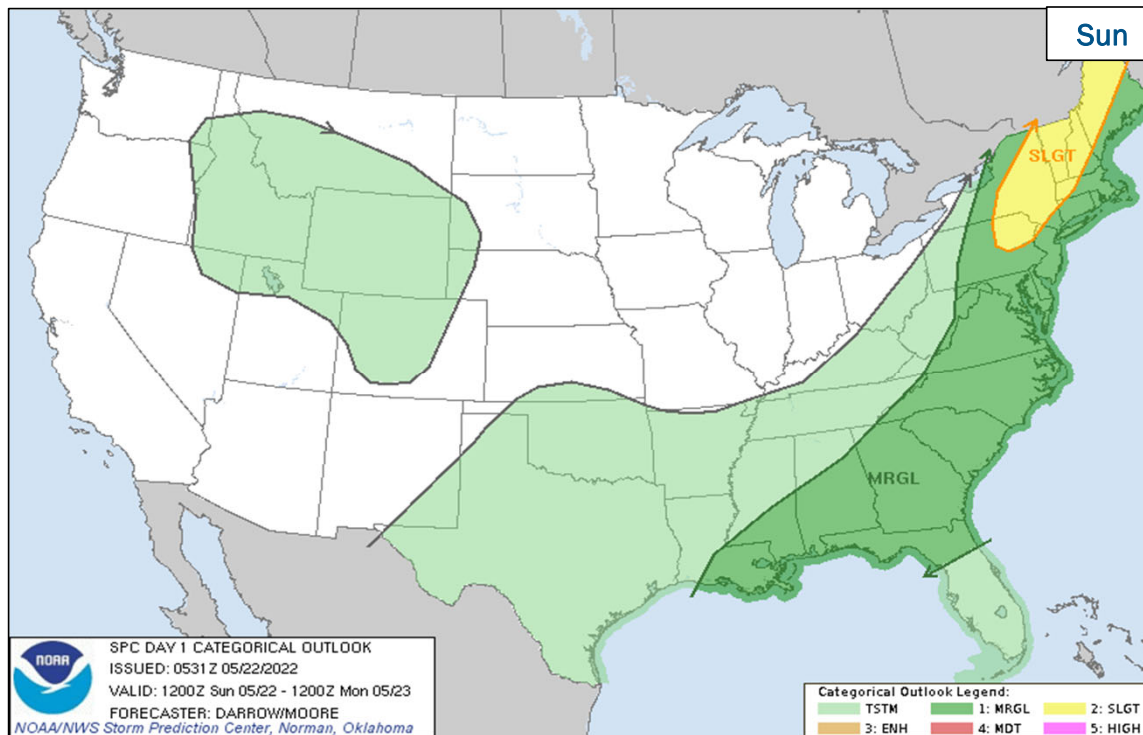 Sun
SLGT
MRGL
NOAA
SPC DAY 1 CATEGORICAL OUTLOOK
ISSUED: 0531Z 05/22/2022
VALID: 1200Z Sun 05/22 - 1200Z Mon 05/23
FORECASTER: DARROW/MOORE
NOAA/NWS Storm Prediction Center, Norman, Oklahoma
Categorical Outlook Legend:
TSTM 1: MRGL 2: SLGT
3: ENH 4: MDT 5: HIGH